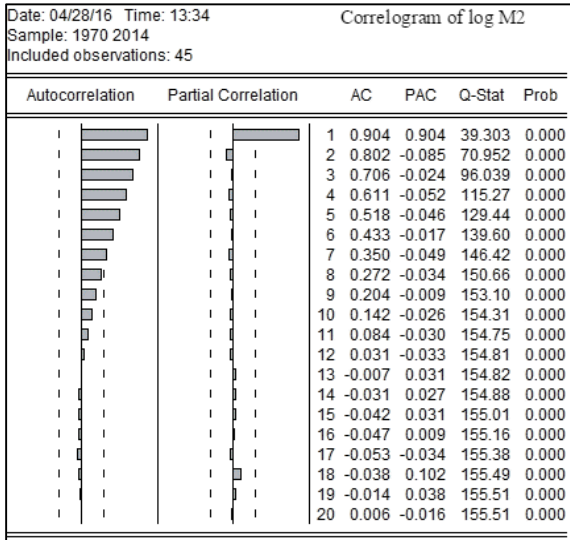 Date: 04/28/16 Time: 13:34 Correlogram of log M2
Sample: 1970 2014
Included observations: 45
Autocorrelation Partial Correlation AC PAC Q-Stat Prob
1 0.904 0.904 39.303 0.000
2 0.802 -0.085 70.952 0.000
3 0.706 -0.024 96.039 0.000
4 0.611 -0.052 115.27 0.000
5 0.518 -0.046 129.44 0.000
6 0.433 -0.017 139.60 0.000
7 0.350 -0.049 146.42 0.000
8 0.272 -0.034 150.66 0.000
9 0.204 -0.009 153.10 0.000
10 0.142 -0.026 154.31 0.000
11 0.084 -0.030 154.75 0.000
12 0.031 -0.033 154.81 0.000
13 -0.007 0.031 154.82 0.000
14 -0.031 0.027 154.88 0.000
15 -0.042 0.031 155.01 0.000
16 -0.047 0.009 155.16 0.000
17 -0.053 -0.034 155.38 0.000
18 -0.038 0.102 155.49 0.000
19 -0.014 0.038 155.51 0.000
20 0.006 -0.016 155.51 0.000